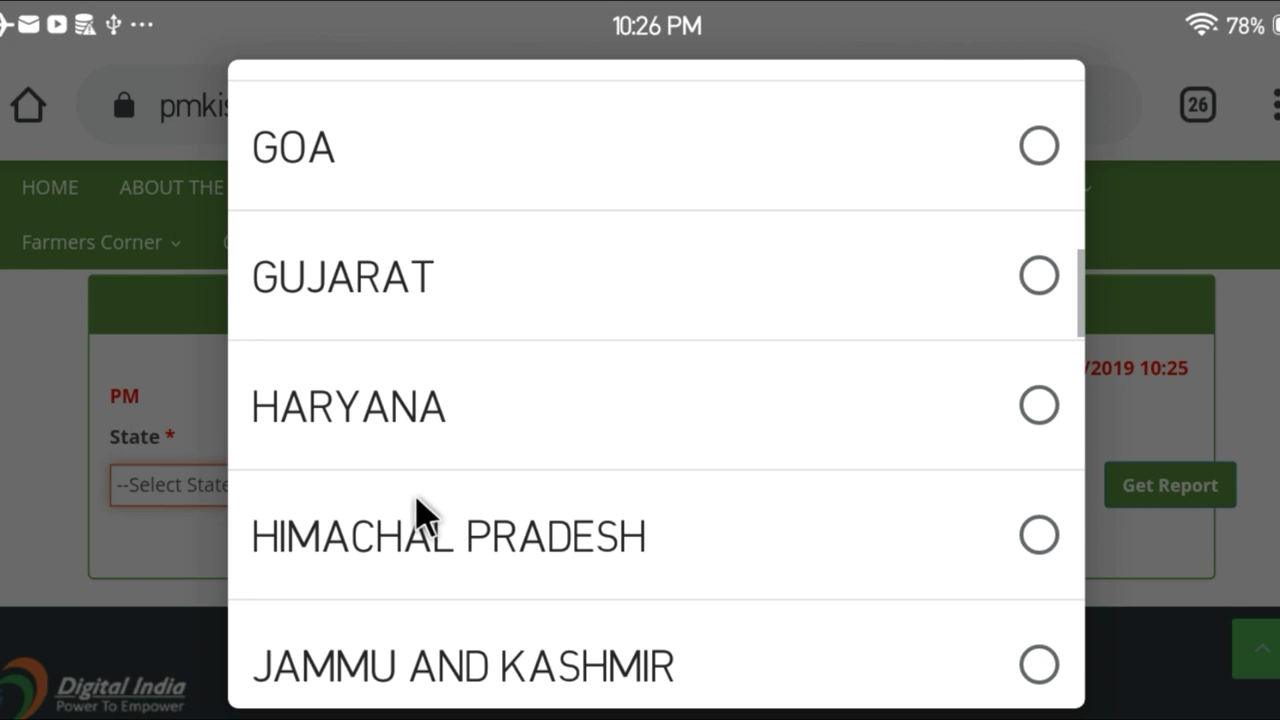 10:26 PM
78%
pmkis
26
HOME ABOUT THE
Farmers Corner
GOA
GUJARAT
HARYANA
HIMACHAL PRADESH
JAMMU AND KASHMIR
/2019 10:25
PM
State *
--Select State
Get Report
Digital India
Power To Empower